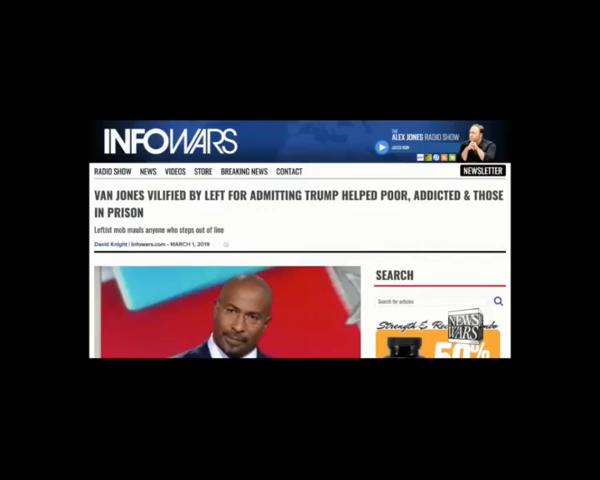 INFOWARS
THE
ALEX JONES RADIO SHOW
LISTEN NOW
RADIO SHOW NEWS VIDEOS STORE BREAKING NEWS CONTACT
NEWSLETTER
VAN JONES VILIFIED BY LEFT FOR ADMITTING TRUMP HELPED POOR, ADDICTED & THOSE
IN PRISON
Leftist mob mauls anyone who steps out of line
David Knight | Infowars.com - MARCH 1, 2019
SEARCH
Search for articles
Strength &
NEWS
WARS
50%